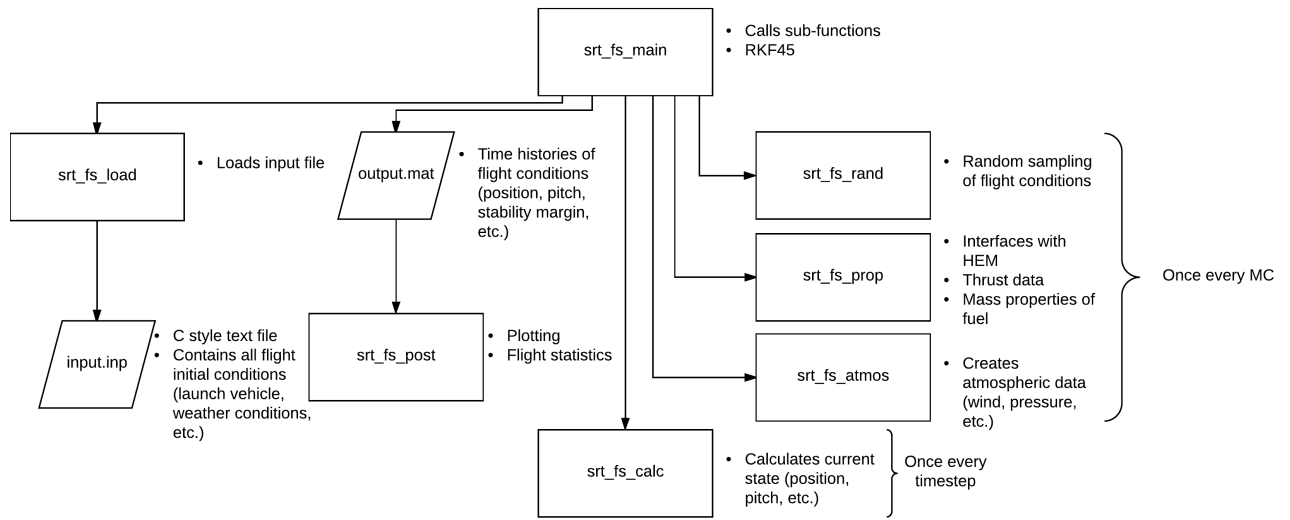 srt_fs_main
• Calls sub-functions
• RKF45
srt_fs_load
• Loads input file
output.mat
• Time histories of
flight conditions
(position, pitch,
stability margin,
etc.)
srt_fs_rand
• Random sampling
of flight conditions
srt_fs_prop
• Interfaces with
HEM
• Thrust data
• Mass properties of
fuel
Once every MC
input.inp
• C style text file
• Contains all flight
initial conditions
(launch vehicle,
weather conditions,
etc.)
srt_fs_post
• Plotting
• Flight statistics
srt_fs_atmos
• Creates
atmospheric data
(wind, pressure,
etc.)
srt_fs_calc
• Calculates current
state (position,
pitch, etc.)
Once every
timestep